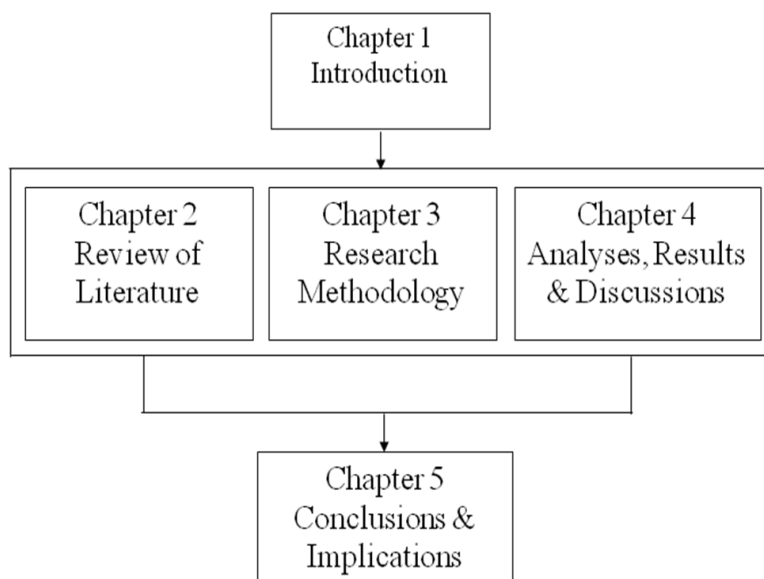 Chapter 1
Introduction
Chapter 2
Review of
Literature
Chapter 3
Research
Methodology
Chapter 4
Analyses, Results
& Discussions
Chapter 5
Conclusions &
Implications